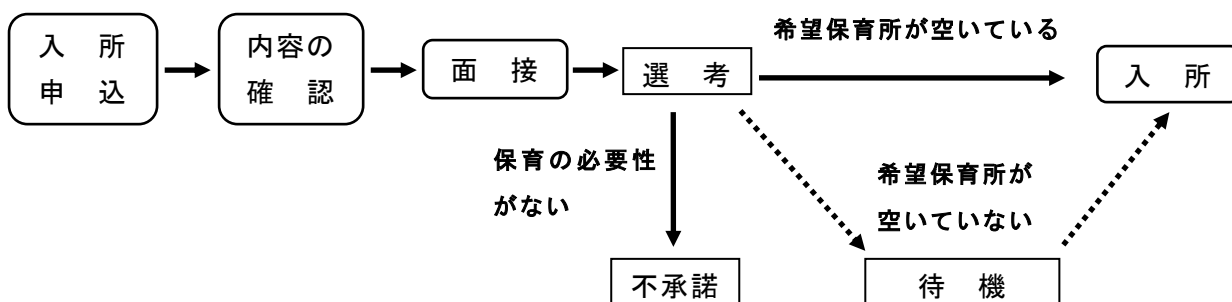 入　所
申　込
内容の
確　認
面　接
選　考
希望保育所が空いている
入　所
保育の必要性
がない
希望保育所が
空いていない
不承諾
待　機